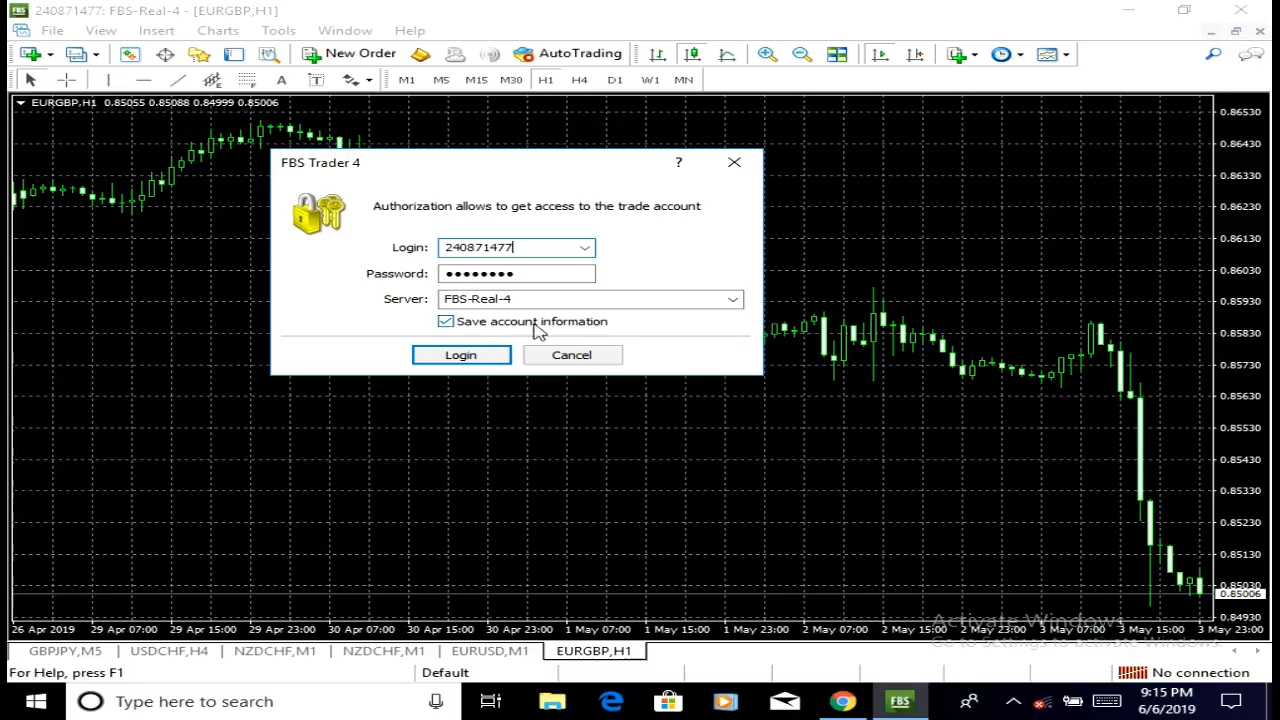 FBS
240871477: FBS-Real-4 - [EURGBP,H1]
File View Insert Charts Tools Window Help
New Order AutoTrading
A T M1 M5 M15 M30 H1 H4 D1 W1 MN
EURGBP,H1 0.85055 0.85088 0.84999 0.85006
0.86530
0.86430
0.86330
0.86230
0.86130
0.86030
0.85930
0.85830
0.85730
0.85630
0.85530
0.85430
0.85330
0.85230
0.85130
0.85030
0.85006
0.84930
FBS Trader 4 ?
Authorization allows to get access to the trade account
Login: 240871477
Password: ●●●●●●●●
Server: FBS-Real-4
Save account information
Login Cancel
Activate Windows
Go to Settings to activate Windows.
26 Apr 2019 29 Apr 07:00 29 Apr 15:00 29 Apr 23:00 30 Apr 07:00 30 Apr 15:00 30 Apr 23:00 1 May 07:00 1 May 15:00 1 May 23:00 2 May 07:00 2 May 15:00 2 May 23:00 3 May 07:00 3 May 15:00 3 May 23:00
GBPJPY,M5 USDCHF,H4 NZDCHF,M1 NZDCHF,M1 EURUSD,M1 EURGBP,H1
For Help, press F1 Default No connection
Type here to search FBS 9:15 PM
6/6/2019